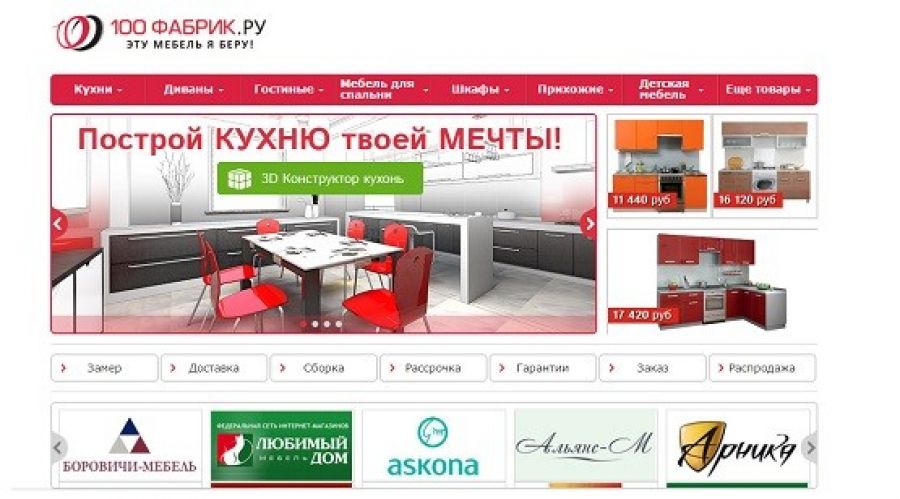 100 ФАБРИК.РУ
ЭТУ МЕБЕЛЬ Я БЕРУ!
Кухни
Диваны
Гостиные
Мебель для
спальни
Шкафы
Прихожие
Детская
мебель
Еще товары
Построй КУХНЮ твоей МЕЧТЫ!
3D Конструктор кухонь
11 440 руб
16 120 руб
17 420 руб
Замер
Доставка
Сборка
Рассрочка
Гарантии
Заказ
Распродажа
БОРОВИЧИ-МЕБЕЛЬ
ФЕДЕРАЛЬНАЯ СЕТЬ ИНТЕРНЕТ-МАГАЗИНОВ
ЛЮБИМЫЙ
МЕБЕЛЬ ДОМ
askona
Альянс-М
Арника